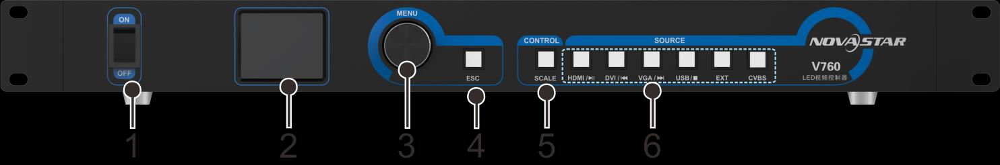 ON
OFF
MENU
ESC
CONTROL
SCALE
SOURCE
HDMI / ⏯
DVI / ⏮
VGA / ⏭
USB / ■
EXT
CVBS
NOVASTAR
V760
LED视频控制器
1 2 3 4 5 6